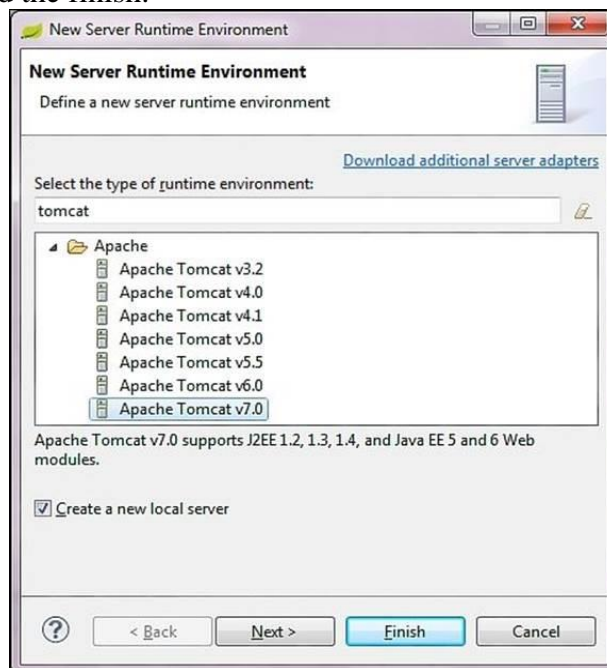 d the finish.
New Server Runtime Environment
New Server Runtime Environment
Define a new server runtime environment
Download additional server adapters
Select the type of runtime environment:
tomcat
Apache
Apache Tomcat v3.2
Apache Tomcat v4.0
Apache Tomcat v4.1
Apache Tomcat v5.0
Apache Tomcat v5.5
Apache Tomcat v6.0
Apache Tomcat v7.0
Apache Tomcat v7.0 supports J2EE 1.2, 1.3, 1.4, and Java EE 5 and 6 Web
modules.
Create a new local server
? < Back Next > Finish Cancel